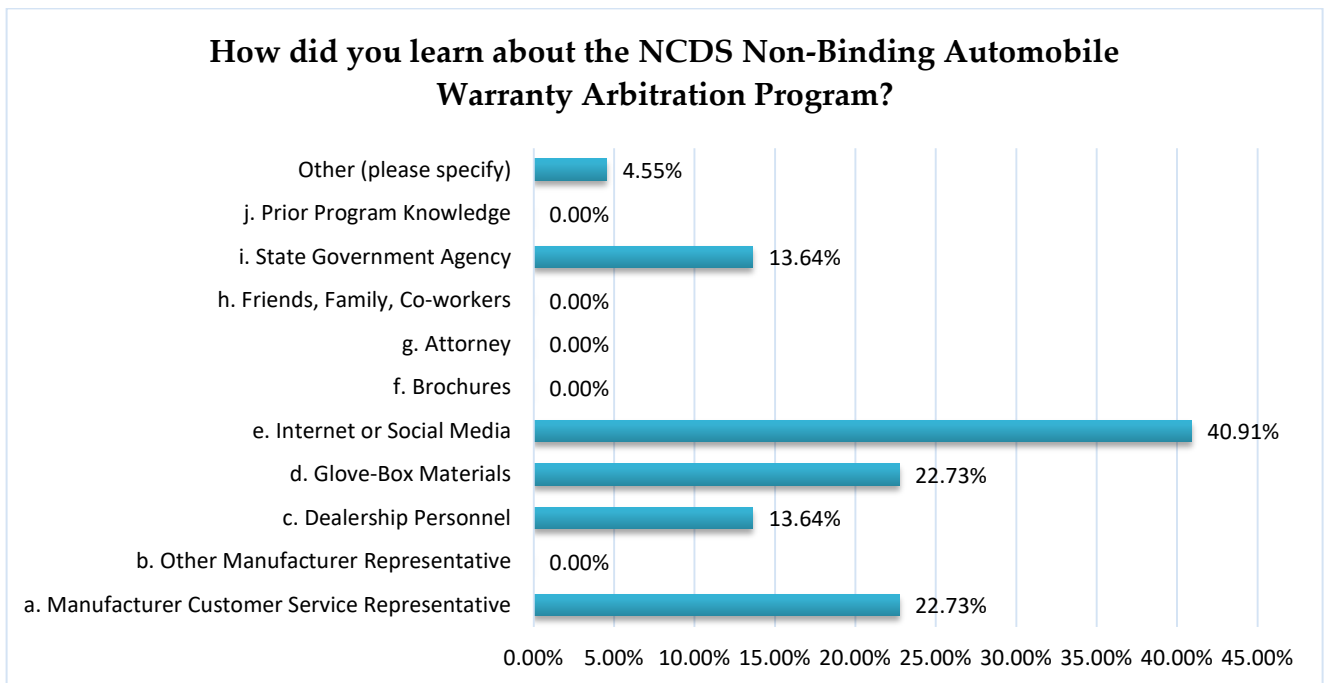 How did you learn about the NCDS Non-Binding Automobile
Warranty Arbitration Program?
Other (please specify) 4.55%
j. Prior Program Knowledge 0.00%
i. State Government Agency 13.64%
h. Friends, Family, Co-workers 0.00%
g. Attorney 0.00%
f. Brochures 0.00%
e. Internet or Social Media 40.91%
d. Glove-Box Materials 22.73%
c. Dealership Personnel 13.64%
b. Other Manufacturer Representative 0.00%
a. Manufacturer Customer Service Representative 22.73%
0.00% 5.00% 10.00% 15.00% 20.00% 25.00% 30.00% 35.00% 40.00% 45.00%